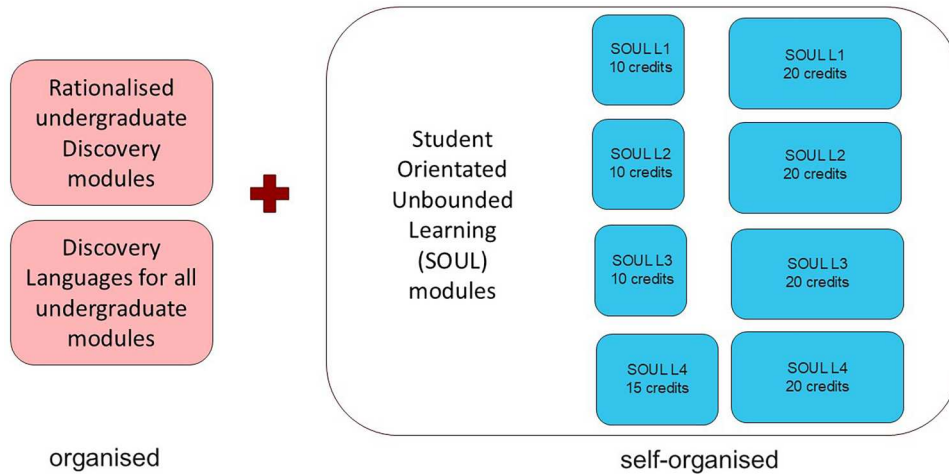 Rationalised
undergraduate
Discovery
modules
Discovery
Languages for all
undergraduate
modules
organised
Student
Orientated
Unbounded
Learning
(SOUL)
modules
SOUL L1
10 credits
SOUL L1
20 credits
SOUL L2
10 credits
SOUL L2
20 credits
SOUL L3
10 credits
SOUL L3
20 credits
SOUL L4
15 credits
SOUL L4
20 credits
self-organised